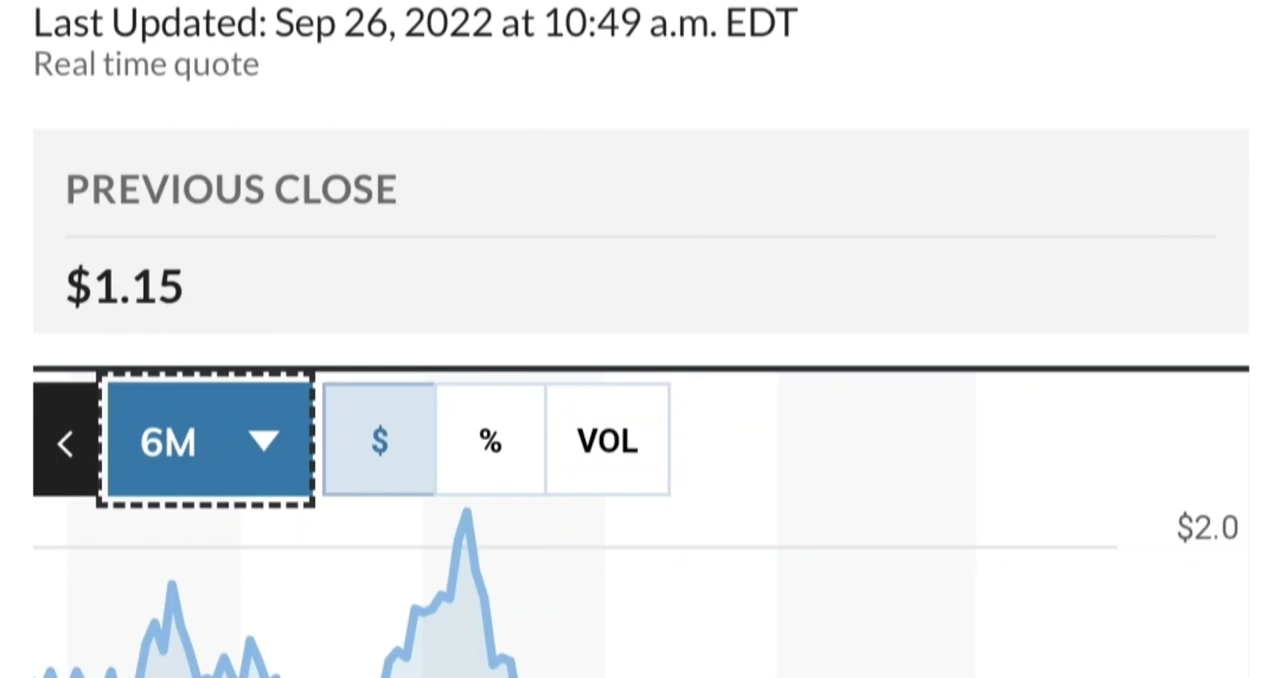 Last Updated: Sep 26, 2022 at 10:49 a.m. EDT
Real time quote
PREVIOUS CLOSE
$1.15
6M $ % VOL
$2.0